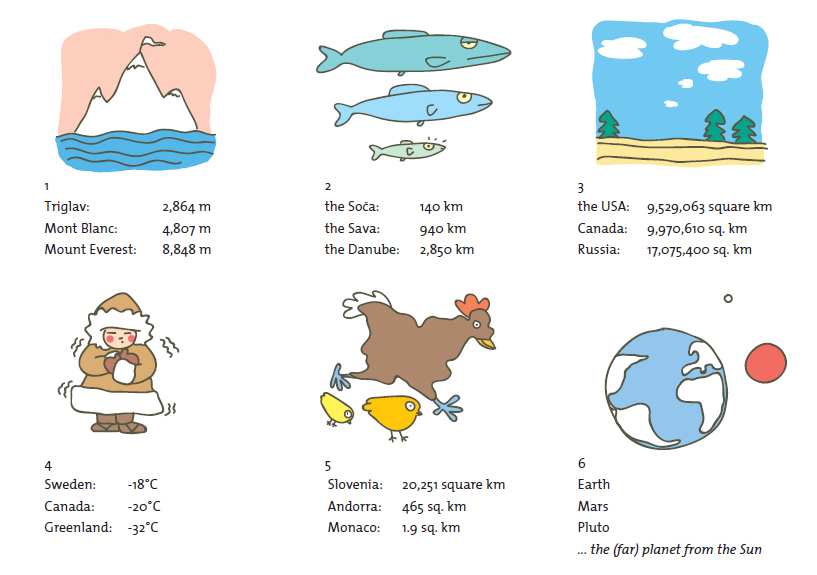 1
Triglav: 2,864 m
Mont Blanc: 4,807 m
Mount Everest: 8,848 m
2
the Soča: 140 km
the Sava: 940 km
the Danube: 2,850 km
3
the USA: 9,529,063 square km
Canada: 9,970,610 sq. km
Russia: 17,075,400 sq. km
4
Sweden: -18°C
Canada: -20°C
Greenland: -32°C
5
Slovenia: 20,251 square km
Andorra: 465 sq. km
Monaco: 1.9 sq. km
6
Earth
Mars
Pluto
... the (far) planet from the Sun